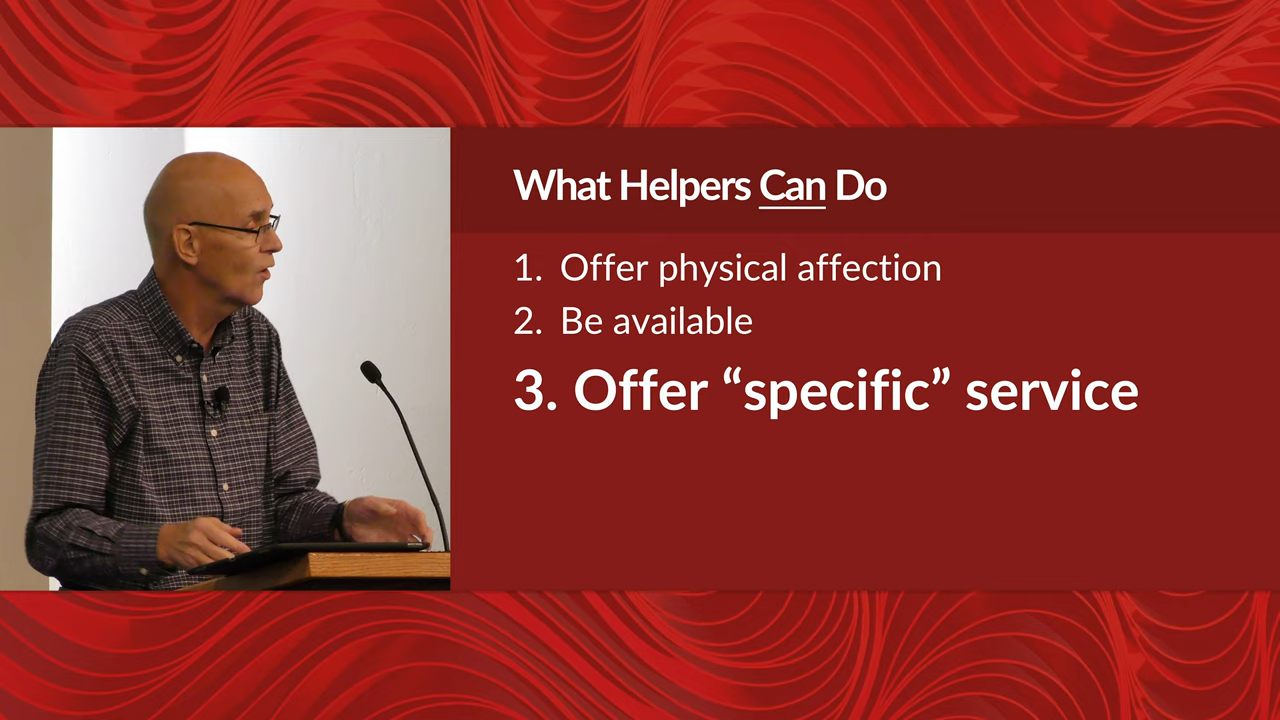 What Helpers Can Do
1. Offer physical affection
2. Be available
3. Offer “specific” service